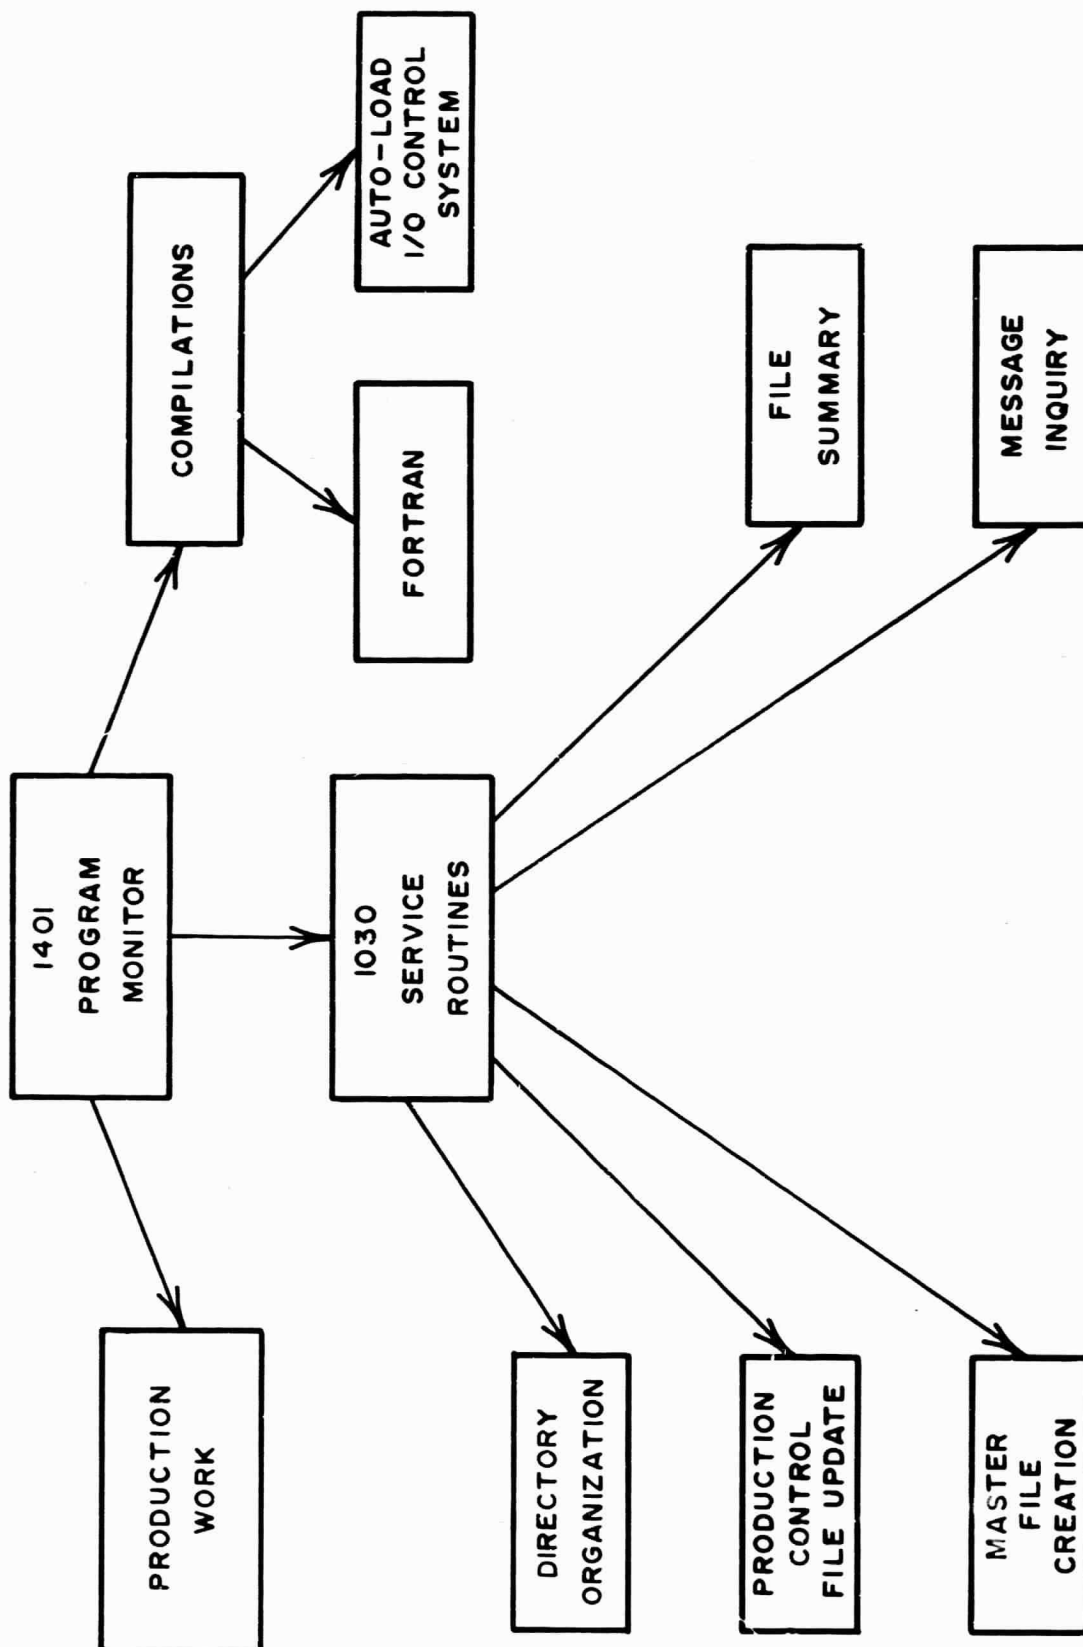 1401
PROGRAM
MONITOR
PRODUCTION
WORK
COMPILATIONS
FORTRAN
AUTO-LOAD
I/O CONTROL
SYSTEM
1030
SERVICE
ROUTINES
DIRECTORY
ORGANIZATION
PRODUCTION
CONTROL
FILE UPDATE
MASTER
FILE
CREATION
FILE
SUMMARY
MESSAGE
INQUIRY